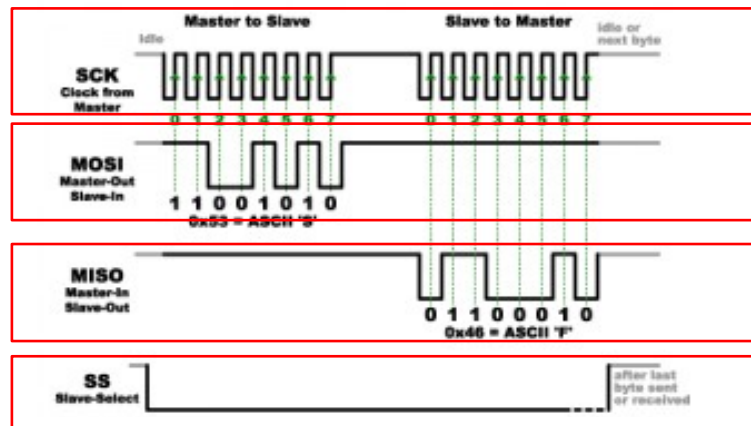 Master to Slave Slave to Master
Idle
idle or
next byte
SCK
Clock from
Master
0 1 2 3 4 5 6 7 0 1 2 3 4 5 6 7
MOSI
Master-Out
Slave-In
1 1 0 0 1 0 1 0
0x53 = ASCII 'S'
MISO
Master-In
Slave-Out
0 1 1 0 0 0 1 0
0x46 = ASCII 'F'
SS
Slave-Select
after last
byte sent
or received